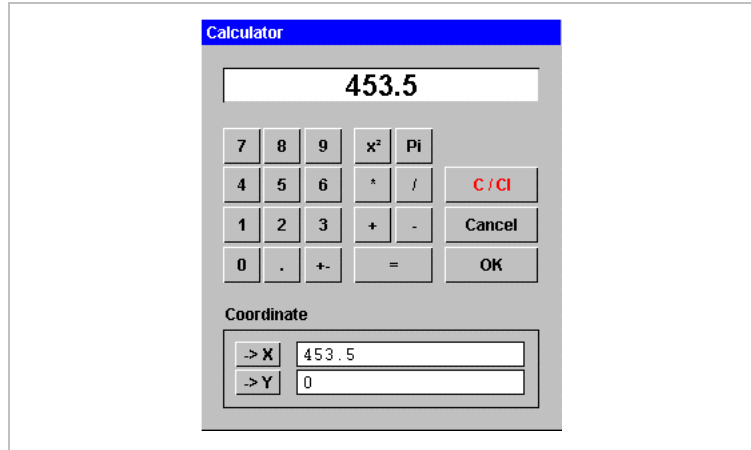 Calculator
453.5
7 8 9 x² Pi
4 5 6 * / C / Cl
1 2 3 + - Cancel
0 . +- = OK
Coordinate
-> X 453.5
-> Y 0